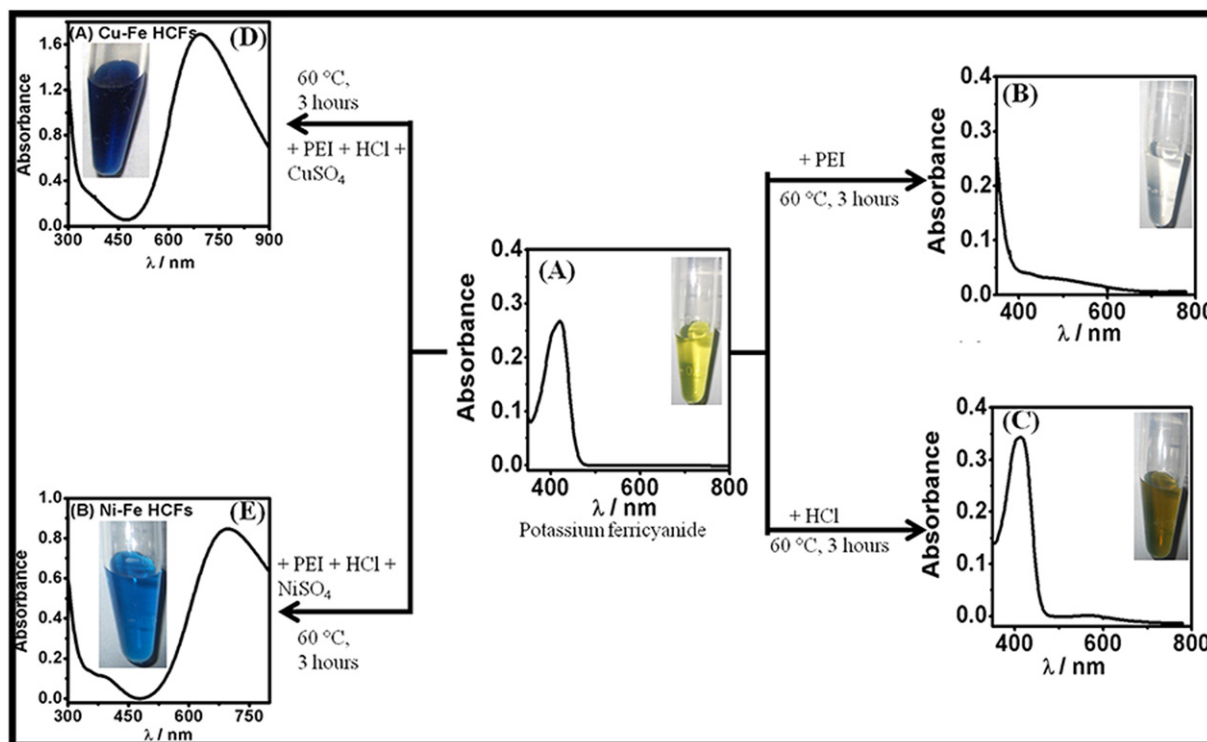 (A) Cu-Fe HCFs
(D)
Absorbance
1.6
1.2
0.8
0.4
0.0
300 450 600 750 900
λ / nm
60 °C,
3 hours
+ PEI + HCl +
CuSO4
(B) Ni-Fe HCFs
(E)
Absorbance
1.0
0.8
0.6
0.4
0.2
0.0
300 450 600 750
λ / nm
+ PEI + HCl +
NiSO4
60 °C,
3 hours
(A)
Absorbance
0.4
0.3
0.2
0.1
0.0
400 600 800
λ / nm
Potassium ferricyanide
+ PEI
60 °C, 3 hours
+ HCl
60 °C, 3 hours
(B)
Absorbance
0.4
0.3
0.2
0.1
0.0
400 600 800
λ / nm
(C)
Absorbance
0.4
0.3
0.2
0.1
0.0
400 600 800
λ / nm